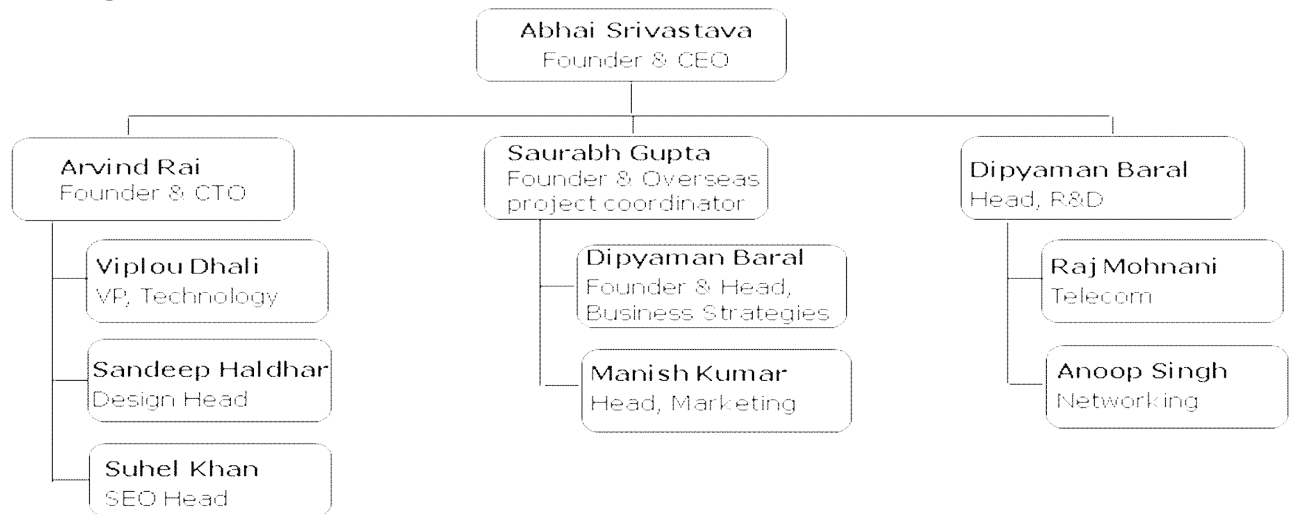 Abhai Srivastava
Founder & CEO
Arvind Rai
Founder & CTO
Viplou Dhali
VP, Technology
Sandeep Haldhar
Design Head
Suhel Khan
SEO Head
Saurabh Gupta
Founder & Overseas
project coordinator
Dipyaman Baral
Founder & Head,
Business Strategies
Manish Kumar
Head, Marketing
Dipyaman Baral
Head, R&D
Raj Mohnani
Telecom
Anoop Singh
Networking